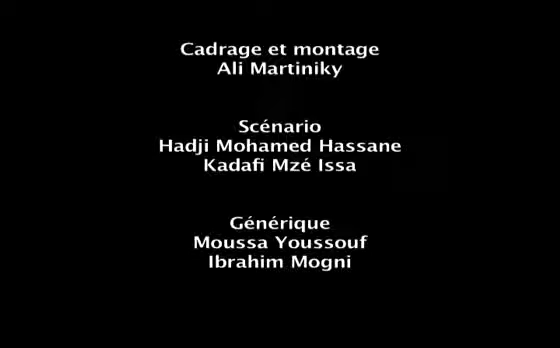 Cadrage et montage
Ali Martiniky
Scénario
Hadji Mohamed Hassane
Kadafi Mzé Issa
Générique
Moussa Youssouf
Ibrahim Mogni